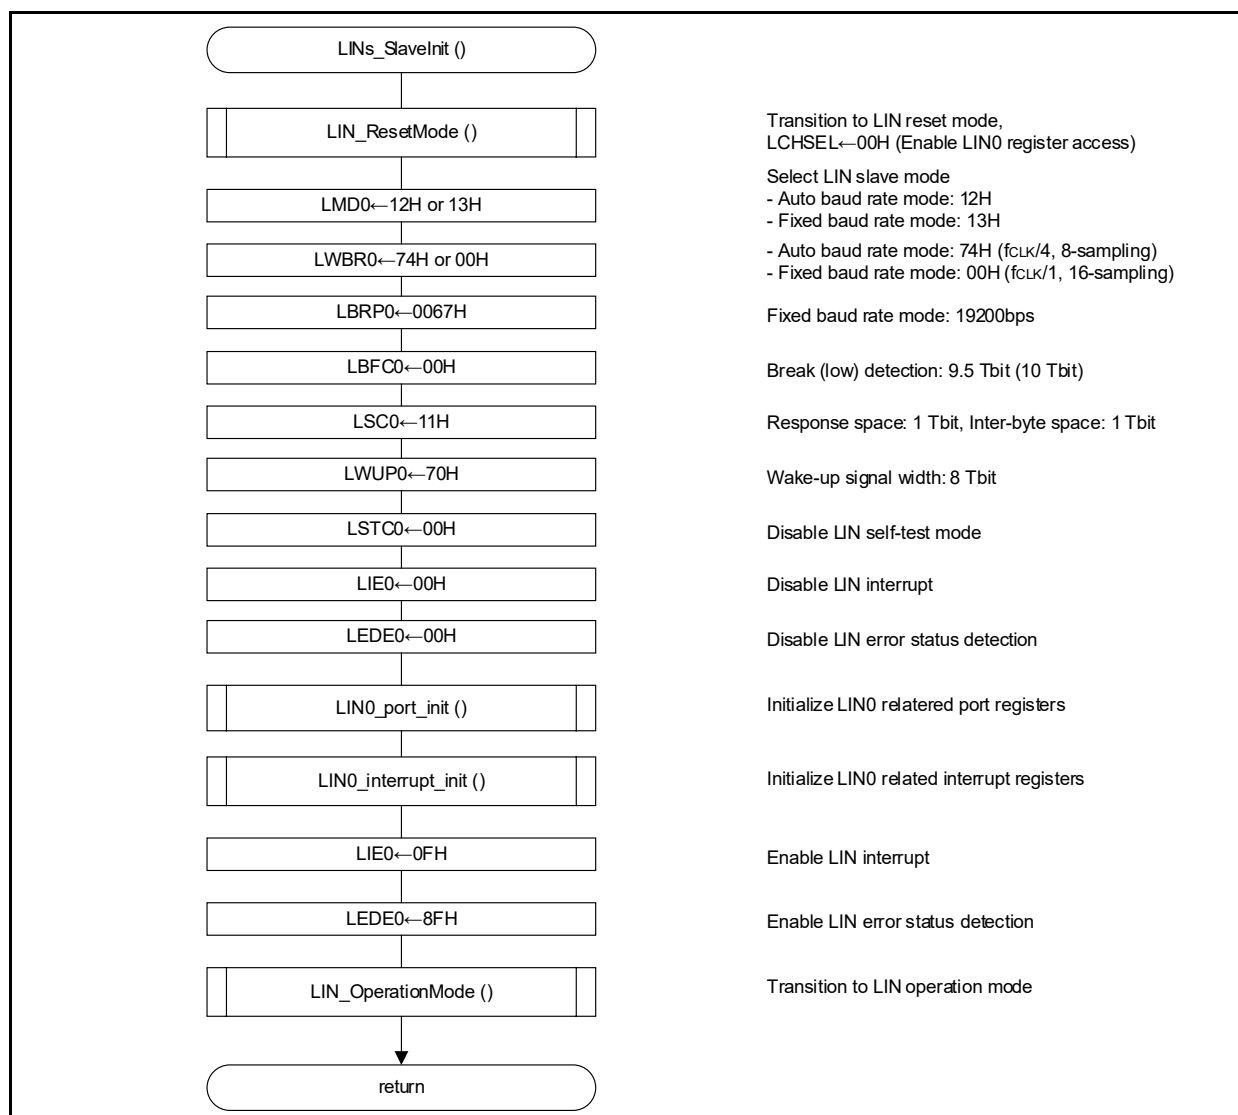 LINs_SlaveInit ()
LIN_ResetMode ()
Transition to LIN reset mode,
LCHSEL←00H (Enable LIN0 register access)
LMD0←12H or 13H
Select LIN slave mode
- Auto baud rate mode: 12H
- Fixed baud rate mode: 13H
LWBR0←74H or 00H
- Auto baud rate mode: 74H (fCLK/4, 8-sampling)
- Fixed baud rate mode: 00H (fCLK/1, 16-sampling)
LBRP0←0067H
Fixed baud rate mode: 19200bps
LBFC0←00H
Break (low) detection: 9.5 Tbit (10 Tbit)
LSC0←11H
Response space: 1 Tbit, Inter-byte space: 1 Tbit
LWUP0←70H
Wake-up signal width: 8 Tbit
LSTC0←00H
Disable LIN self-test mode
LIE0←00H
Disable LIN interrupt
LEDE0←00H
Disable LIN error status detection
LIN0_port_init ()
Initialize LIN0 relatered port registers
LIN0_interrupt_init ()
Initialize LIN0 related interrupt registers
LIE0←0FH
Enable LIN interrupt
LEDE0←8FH
Enable LIN error status detection
LIN_OperationMode ()
Transition to LIN operation mode
return